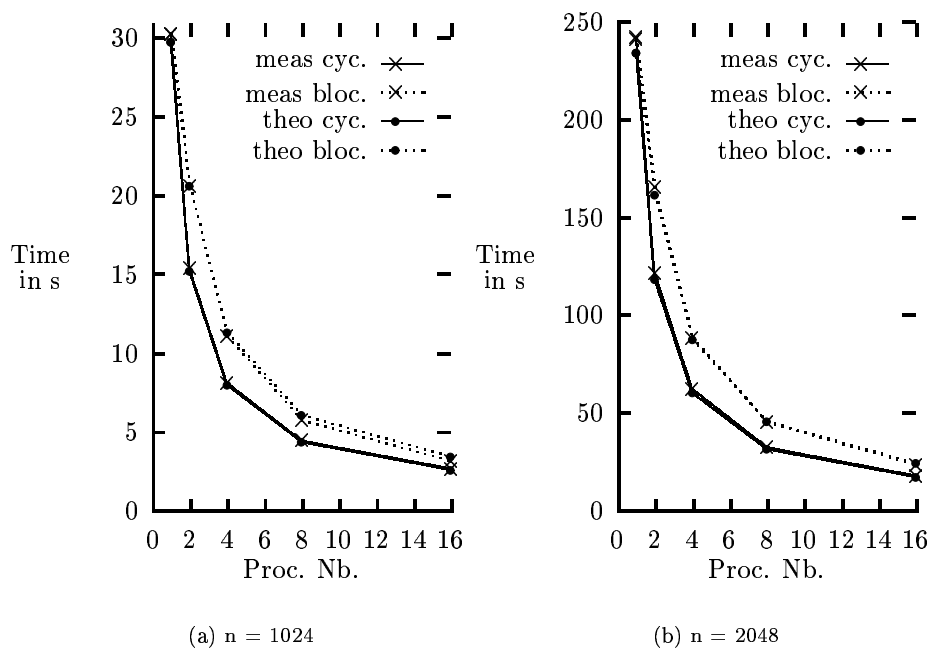 30
25
20
15
10
5
0
Time
in s
meas cyc.
meas bloc.
theo cyc.
theo bloc.
0 2 4 6 8 10 12 14 16
Proc. Nb.
(a) n = 1024
250
200
150
100
50
0
Time
in s
meas cyc.
meas bloc.
theo cyc.
theo bloc.
0 2 4 6 8 10 12 14 16
Proc. Nb.
(b) n = 2048